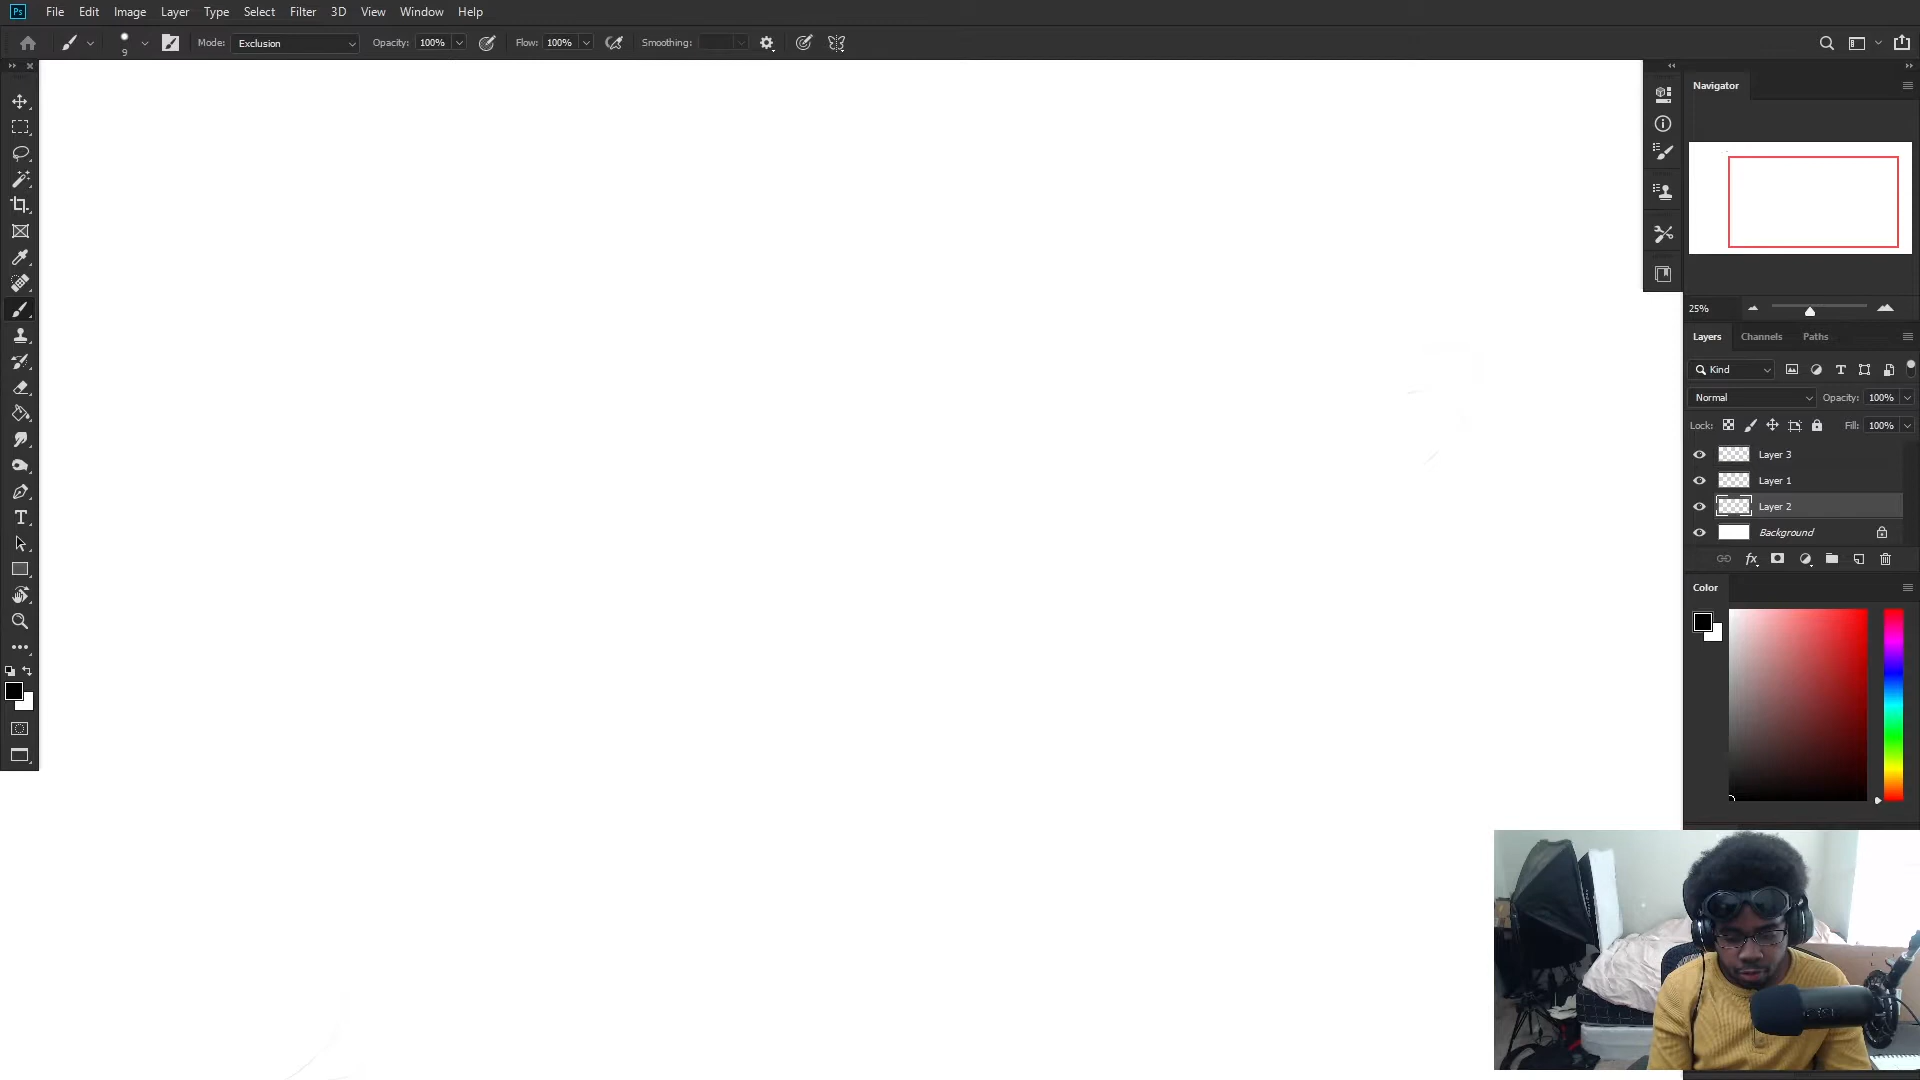 Ps File Edit Image Layer Type Select Filter 3D View Window Help
9 Mode: Exclusion Opacity: 100% Flow: 100% Smoothing:
Navigator
25%
Layers Channels Paths
Kind
Normal Opacity: 100%
Lock: Fill: 100%
Layer 3
Layer 1
Layer 2
Background
fx
Color